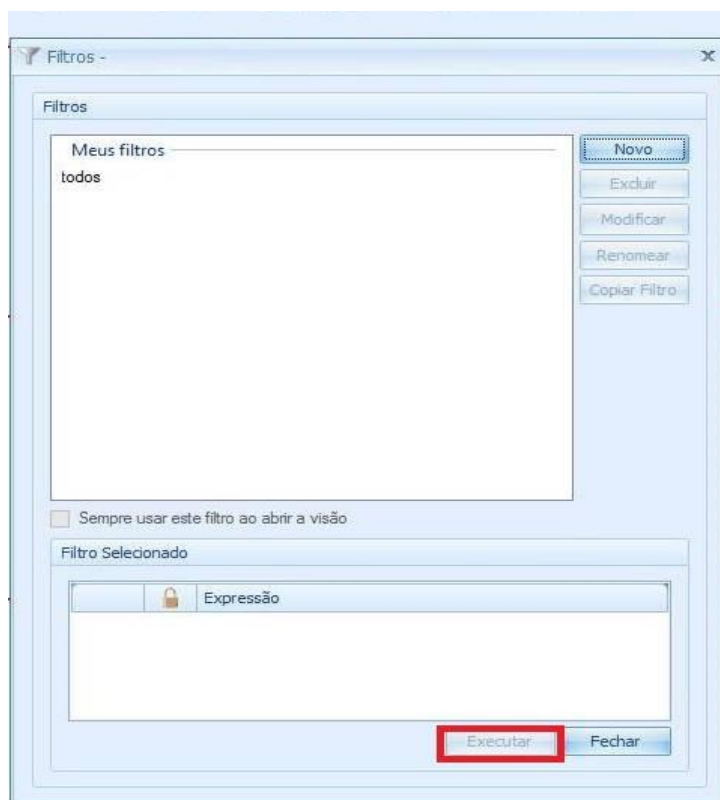 Filtros -
Filtros
Meus filtros
todos
Novo
Excluir
Modificar
Renomear
Copiar Filtro
Sempre usar este filtro ao abrir a visão
Filtro Selecionado
Expressão
Executar
Fechar